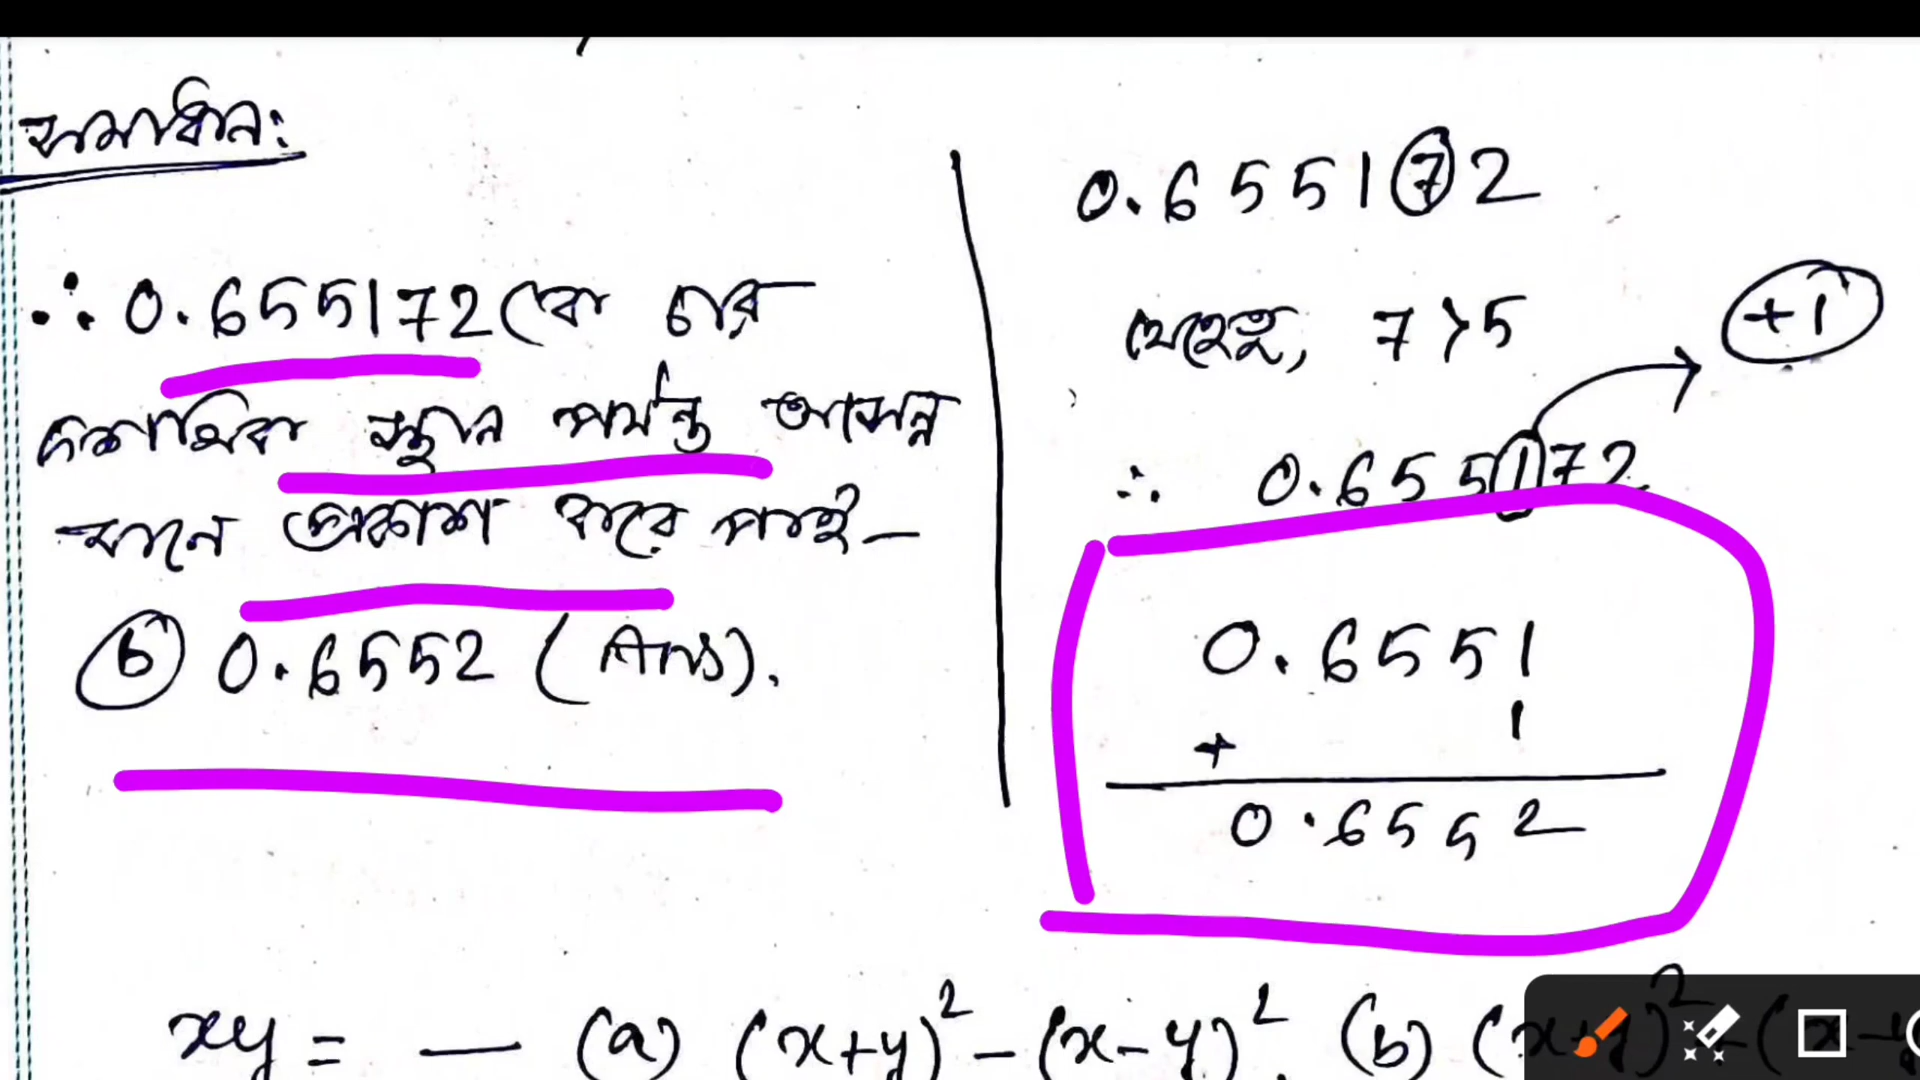 সমাধান:
∴ 0.655172 কে চার
দশমিক স্থান পর্যন্ত আসন্ন
মানে প্রকাশ করে পাই—
(b) 0.6552 (Ans).
0.655172
যেহেতু, 7 > 5
+1
∴ 0.655172
0.6551
+ 1
0.6552
xy = — (a) (x+y)² - (x-y)². (b)